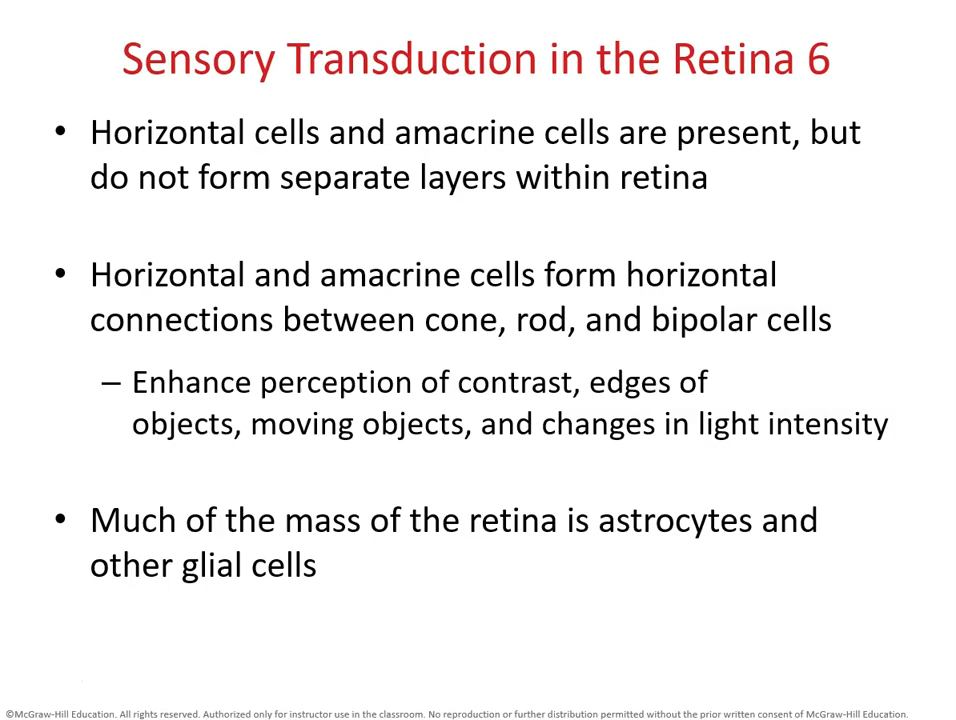 Sensory Transduction in the Retina 6
• Horizontal cells and amacrine cells are present, but
do not form separate layers within retina
• Horizontal and amacrine cells form horizontal
connections between cone, rod, and bipolar cells
– Enhance perception of contrast, edges of
objects, moving objects, and changes in light intensity
• Much of the mass of the retina is astrocytes and
other glial cells
©McGraw-Hill Education. All rights reserved. Authorized only for instructor use in the classroom. No reproduction or further distribution permitted without the prior written consent of McGraw-Hill Education.